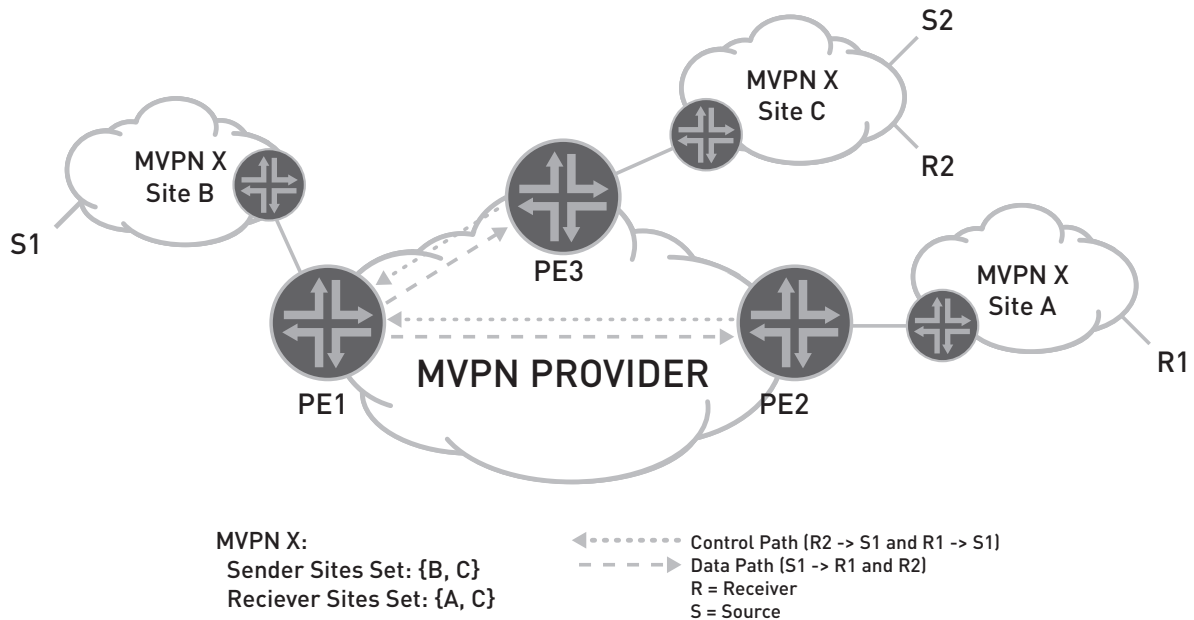 S2
MVPN X
Site C
R2
MVPN X
Site B
S1
PE3
MVPN X
Site A
R1
PE1
MVPN PROVIDER
PE2
MVPN X:
Sender Sites Set: {B, C}
Reciever Sites Set: {A, C}
Control Path (R2 -> S1 and R1 -> S1)
Data Path (S1 -> R1 and R2)
R = Receiver
S = Source